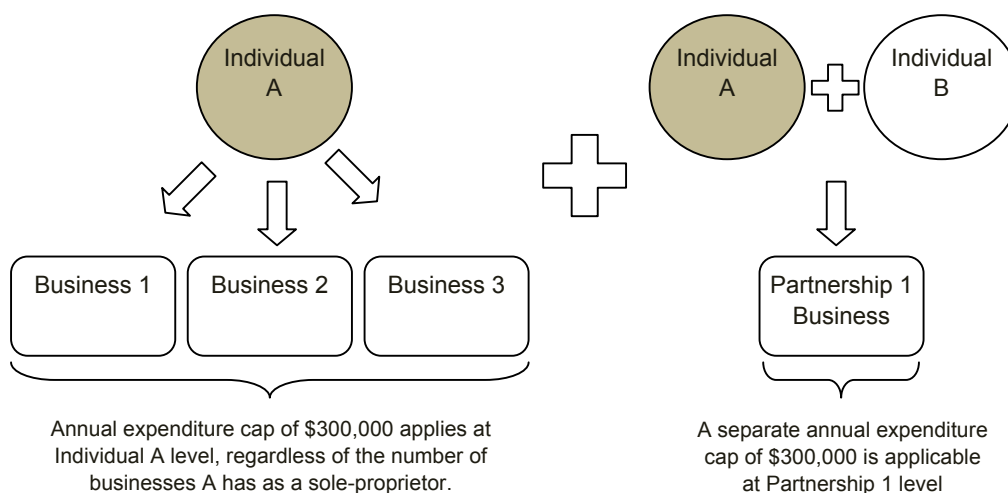 Individual
A
Individual
A
Individual
B
Business 1
Business 2
Business 3
Partnership 1
Business
Annual expenditure cap of $300,000 applies at
Individual A level, regardless of the number of
businesses A has as a sole-proprietor.
A separate annual expenditure
cap of $300,000 is applicable
at Partnership 1 level